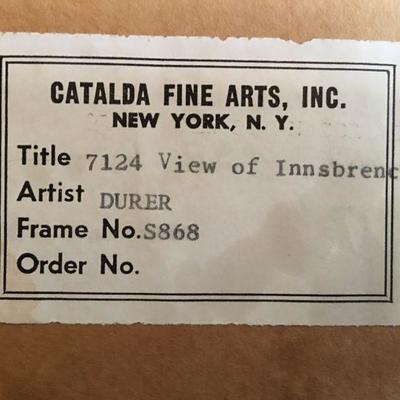 CATALDA FINE ARTS, INC.
NEW YORK, N. Y.
Title 7124 View of Innsbrenc
Artist DURER
Frame No. S868
Order No.